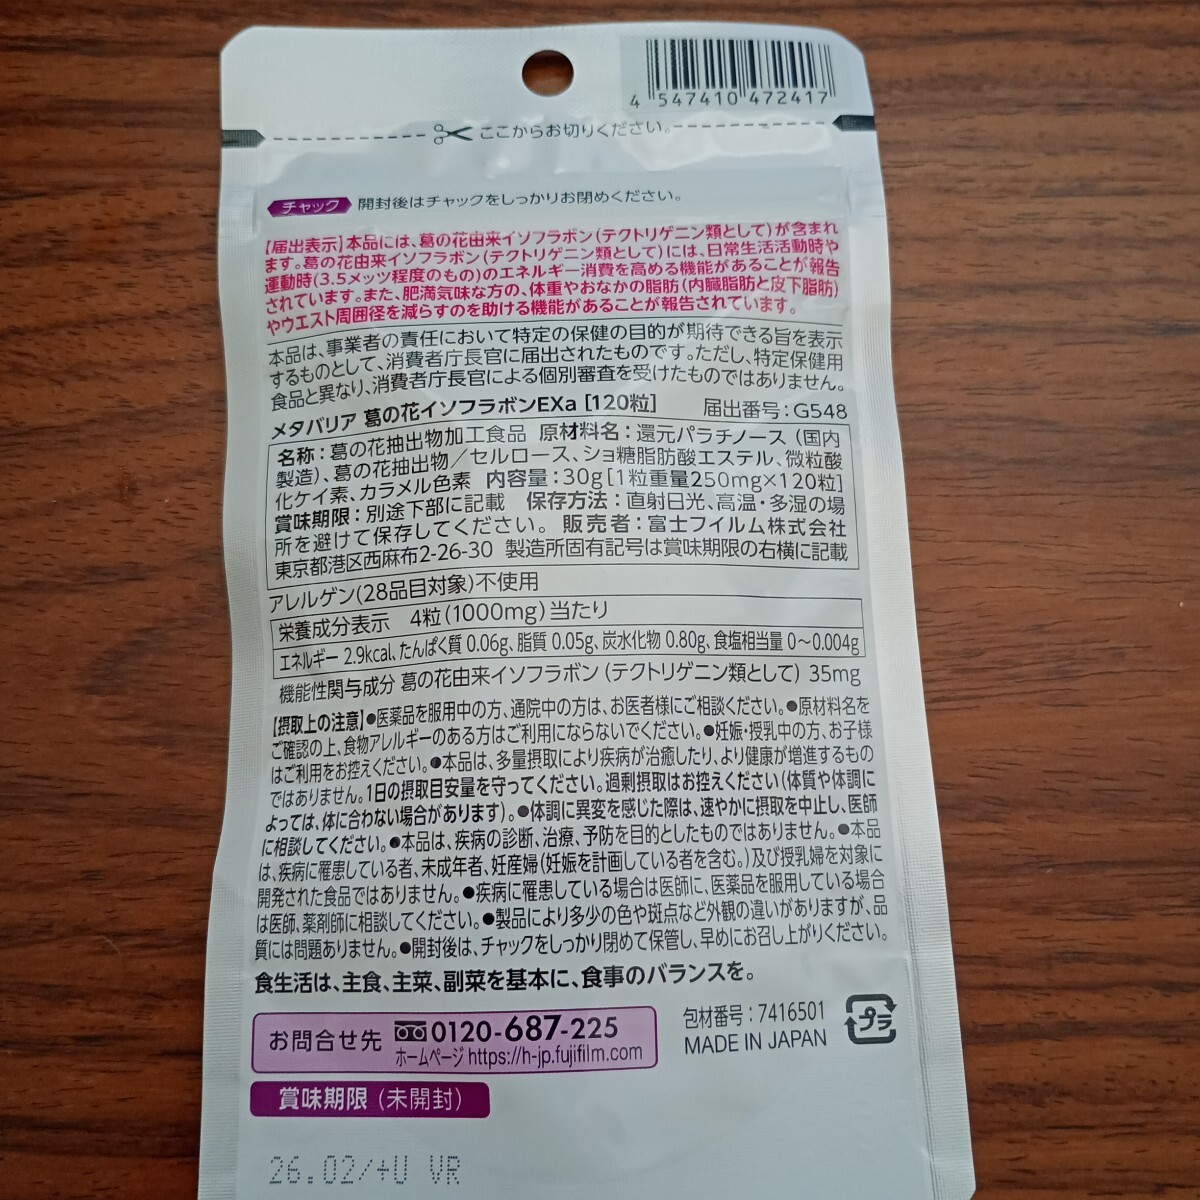 4 547410 472417
ここからお切りください。
チャック 開封後はチャックをしっかりお閉めください。
【届出表示】本品には、葛の花由来イソフラボン(テクトリゲニン類として)が含まれ
ます。葛の花由来イソフラボン(テクトリゲニン類として)には、日常生活活動時や
運動時(3.5メッツ程度のもの)のエネルギー消費を高める機能があることが報告
されています。また、肥満気味な方の、体重やおなかの脂肪(内臓脂肪と皮下脂肪)
やウエスト周囲径を減らすのを助ける機能があることが報告されています。
本品は、事業者の責任において特定の保健の目的が期待できる旨を表示
するものとして、消費者庁長官に届出されたものです。ただし、特定保健用
食品と異なり、消費者庁長官による個別審査を受けたものではありません。
メタバリア 葛の花イソフラボンEXa [120粒] 届出番号:G548
名称:葛の花抽出物加工食品 原材料名:還元パラチノース(国内
製造)、葛の花抽出物/セルロース、ショ糖脂肪酸エステル、微粒酸
化ケイ素、カラメル色素 内容量:30g[1粒重量250mg×120粒]
賞味期限:別途下部に記載 保存方法:直射日光、高温・多湿の場
所を避けて保存してください。 販売者:富士フイルム株式会社
東京都港区西麻布2-26-30 製造所固有記号は賞味期限の右横に記載
アレルゲン(28品目対象)不使用
栄養成分表示 4粒(1000mg)当たり
エネルギー 2.9kcal、たんぱく質 0.06g、脂質 0.05g、炭水化物 0.80g、食塩相当量 0～0.004g
機能性関与成分 葛の花由来イソフラボン(テクトリゲニン類として) 35mg
【摂取上の注意】●医薬品を服用中の方、通院中の方は、お医者様にご相談ください。●原材料名を
ご確認の上、食物アレルギーのある方はご利用にならないでください。●妊娠・授乳中の方、お子様
はご利用をお控えください。●本品は、多量摂取により疾病が治癒したり、より健康が増進するもの
ではありません。1日の摂取目安量を守ってください。過剰摂取はお控えください(体質や体調に
よっては、体に合わない場合があります)。●体調に異変を感じた際は、速やかに摂取を中止し、医師
に相談してください。●本品は、疾病の診断、治療、予防を目的としたものではありません。●本品
は、疾病に罹患している者、未成年者、妊産婦(妊娠を計画している者を含む。)及び授乳婦を対象に
開発された食品ではありません。●疾病に罹患している場合は医師に、医薬品を服用している場合
は医師、薬剤師に相談してください。●製品により多少の色や斑点など外観の違いがありますが、品
質には問題ありません。●開封後は、チャックをしっかり閉めて保管し、早めにお召し上がりください。
食生活は、主食、主菜、副菜を基本に、食事のバランスを。
お問合せ先 0120-687-225
ホームページ https://h-jp.fujifilm.com
包材番号:7416501
MADE IN JAPAN
プラ
賞味期限(未開封)
26.02/+U VR